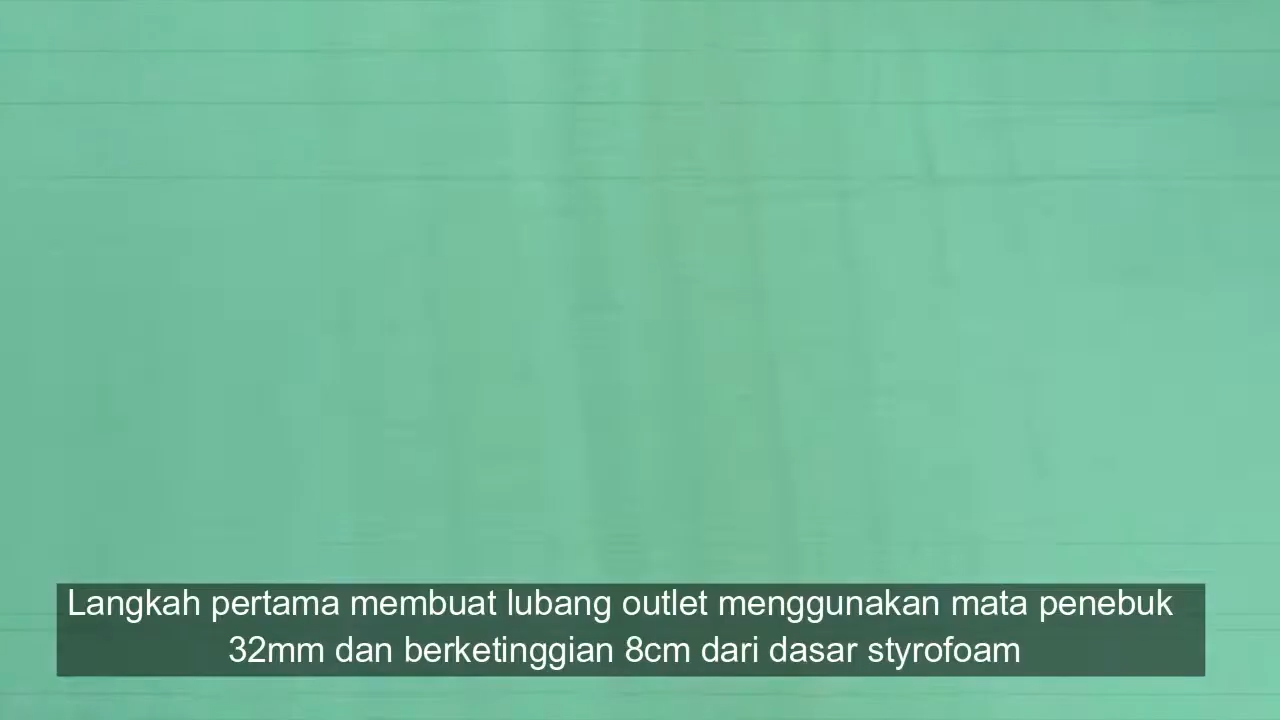 Langkah pertama membuat lubang outlet menggunakan mata penebuk
32mm dan berketinggian 8cm dari dasar styrofoam